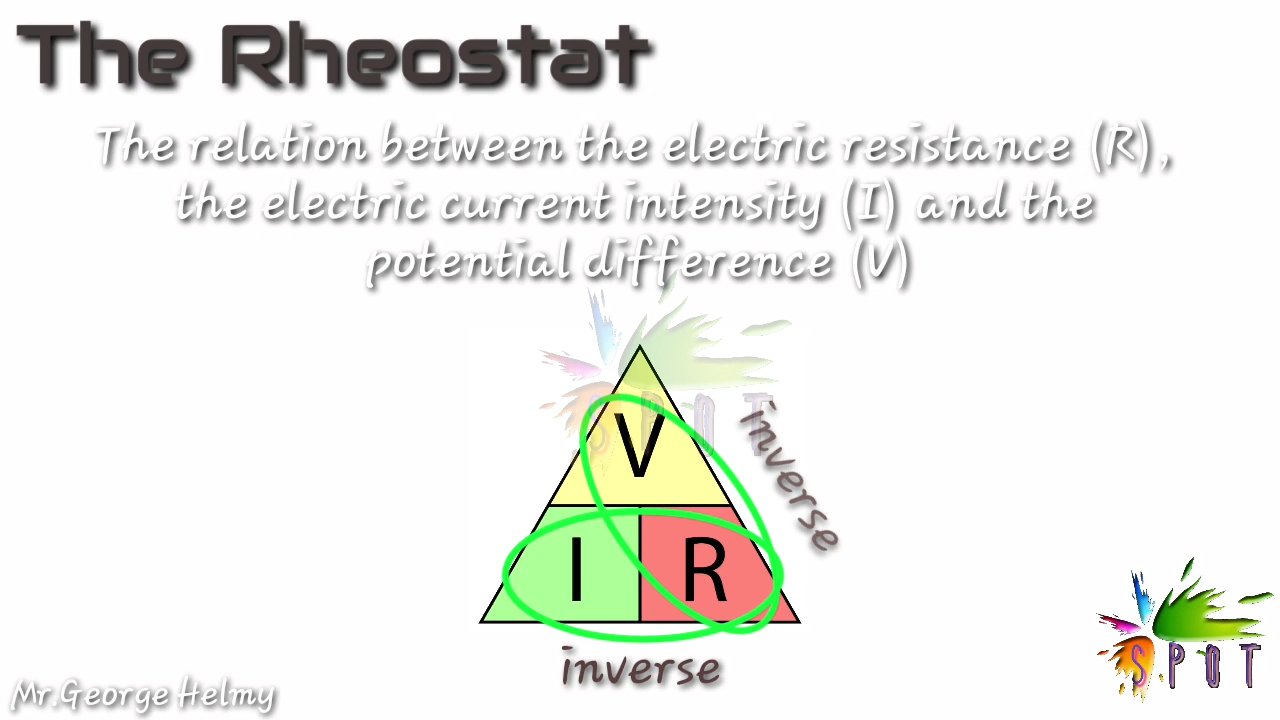 The Rheostat
The relation between the electric resistance (R),
the electric current intensity (I) and the
potential difference (V)
SPOT
V
inverse
I R
inverse
SPOT
Mr.George Helmy